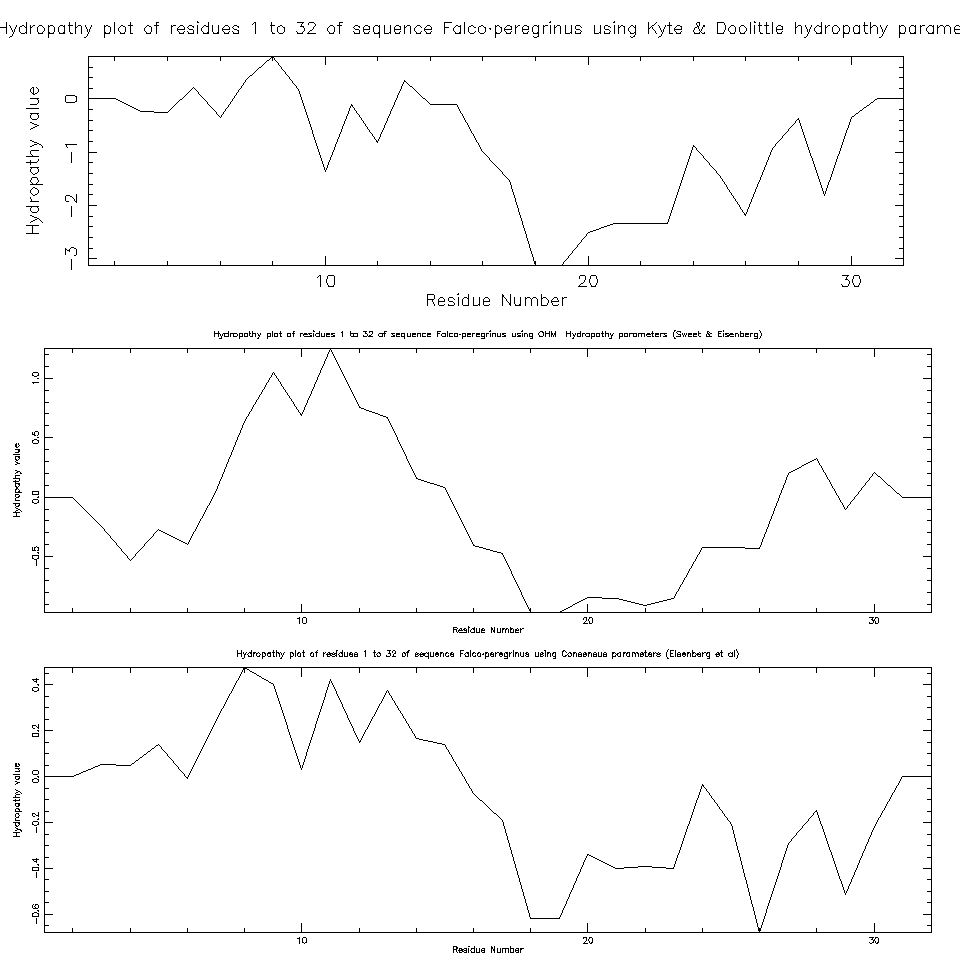 Hydropathy plot of residues 1 to 32 of sequence Falco-peregrinus using Kyte & Doolittle hydropathy parame
0
-1
-2
-3
Hydropathy value
10 20 30
Residue Number
Hydropathy plot of residues 1 to 32 of sequence Falco-peregrinus using OHM Hydropathy parameters (Sweet & Eisenberg)
1.0
0.5
0.0
-0.5
Hydropathy value
10 20 30
Residue Number
Hydropathy plot of residues 1 to 32 of sequence Falco-peregrinus using Consensus parameters (Eisenberg et al)
0.4
0.2
0.0
-0.2
-0.4
-0.6
Hydropathy value
10 20 30
Residue Number